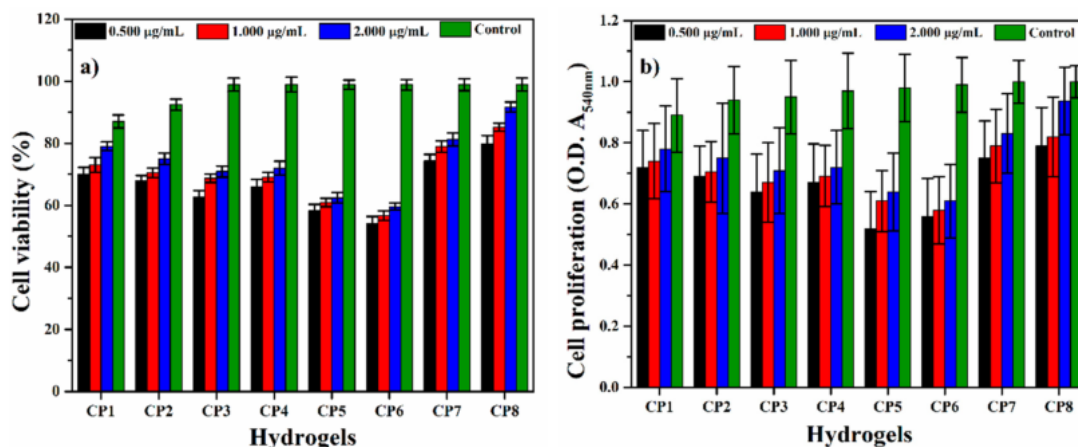 120
100
80
60
40
20
0
Cell viability (%)
0.500 µg/mL 1.000 µg/mL 2.000 µg/mL Control
a)
CP1 CP2 CP3 CP4 CP5 CP6 CP7 CP8
Hydrogels
1.2
1.0
0.8
0.6
0.4
0.2
0.0
Cell proliferation (O.D. A540nm)
0.500 µg/mL 1.000 µg/mL 2.000 µg/mL Control
b)
CP1 CP2 CP3 CP4 CP5 CP6 CP7 CP8
Hydrogels